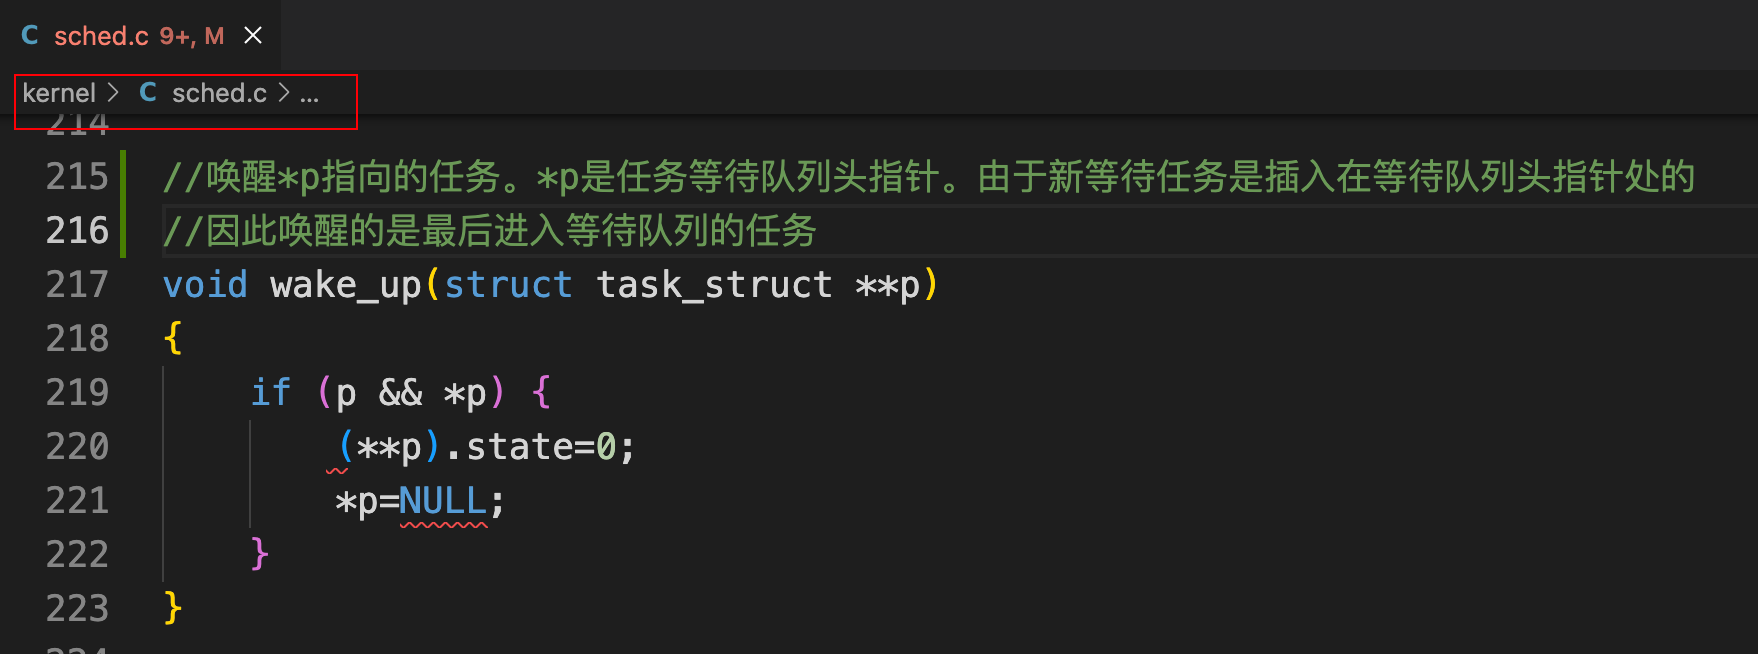 C sched.c 9+, M ×
kernel > C sched.c > ...
214
215 //唤醒*p指向的任务。*p是任务等待队列头指针。由于新等待任务是插入在等待队列头指针处的
216 //因此唤醒的是最后进入等待队列的任务
217 void wake_up(struct task_struct **p)
218 {
219 if (p && *p) {
220 (**p).state=0;
221 *p=NULL;
222 }
223 }
224